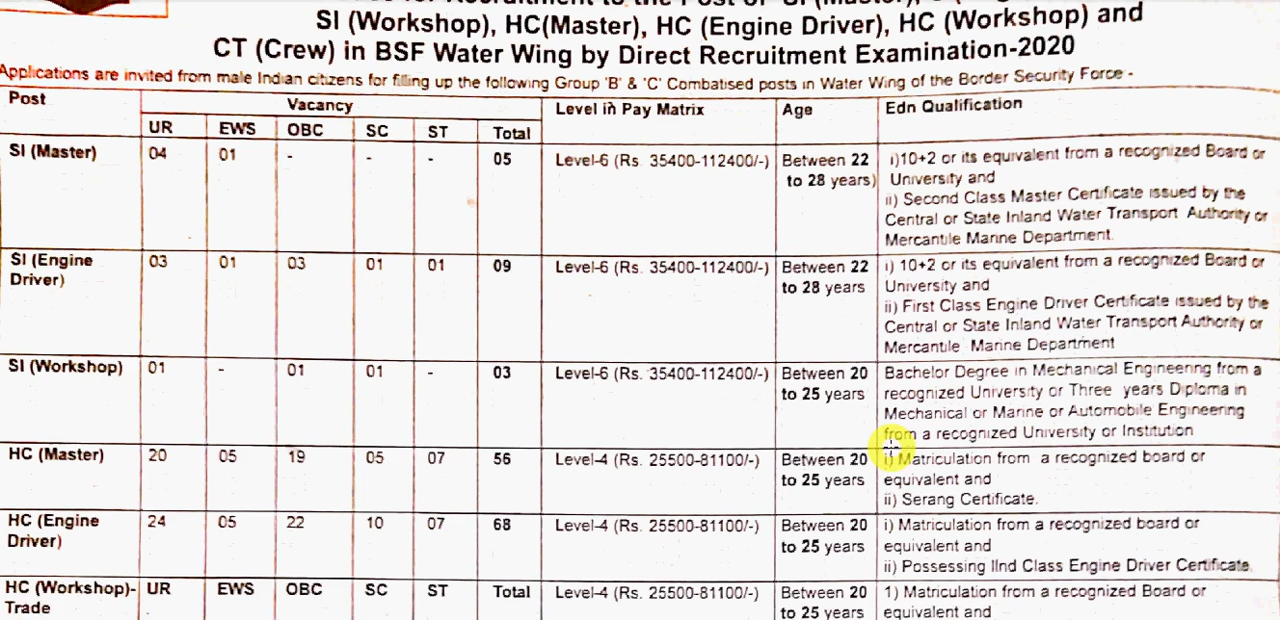 SI (Workshop), HC(Master), HC (Engine Driver), HC (Workshop) and
CT (Crew) in BSF Water Wing by Direct Recruitment Examination-2020
Applications are invited from male Indian citizens for filling up the following Group 'B' & 'C' Combatised posts in Water Wing of the Border Security Force -
Post Vacancy Level in Pay Matrix Age Edn Qualification
UR EWS OBC SC ST Total
SI (Master) 04 01 - - - 05 Level-6 (Rs. 35400-112400/-) Between 22 i)10+2 or its equivalent from a recognized Board or
to 28 years) University and
ii) Second Class Master Certificate issued by the
Central or State Inland Water Transport Authority or
Mercantile Marine Department.
SI (Engine 03 01 03 01 01 09 Level-6 (Rs. 35400-112400/-) Between 22 i) 10+2 or its equivalent from a recognized Board or
Driver) to 28 years University and
ii) First Class Engine Driver Certificate issued by the
Central or State Inland Water Transport Authority or
Mercantile Marine Department
SI (Workshop) 01 - 01 01 - 03 Level-6 (Rs. 35400-112400/-) Between 20 Bachelor Degree in Mechanical Engineering from a
to 25 years recognized University or Three years Diploma in
Mechanical or Marine or Automobile Engineering
from a recognized University or Institution
HC (Master) 20 05 19 05 07 56 Level-4 (Rs. 25500-81100/-) Between 20 i) Matriculation from a recognized board or
to 25 years equivalent and
ii) Serang Certificate.
HC (Engine 24 05 22 10 07 68 Level-4 (Rs. 25500-81100/-) Between 20 i) Matriculation from a recognized board or
Driver) to 25 years equivalent and
ii) Possessing IInd Class Engine Driver Certificate.
HC (Workshop)- UR EWS OBC SC ST Total Level-4 (Rs. 25500-81100/-) Between 20 1) Matriculation from a recognized Board or
Trade to 25 years equivalent and